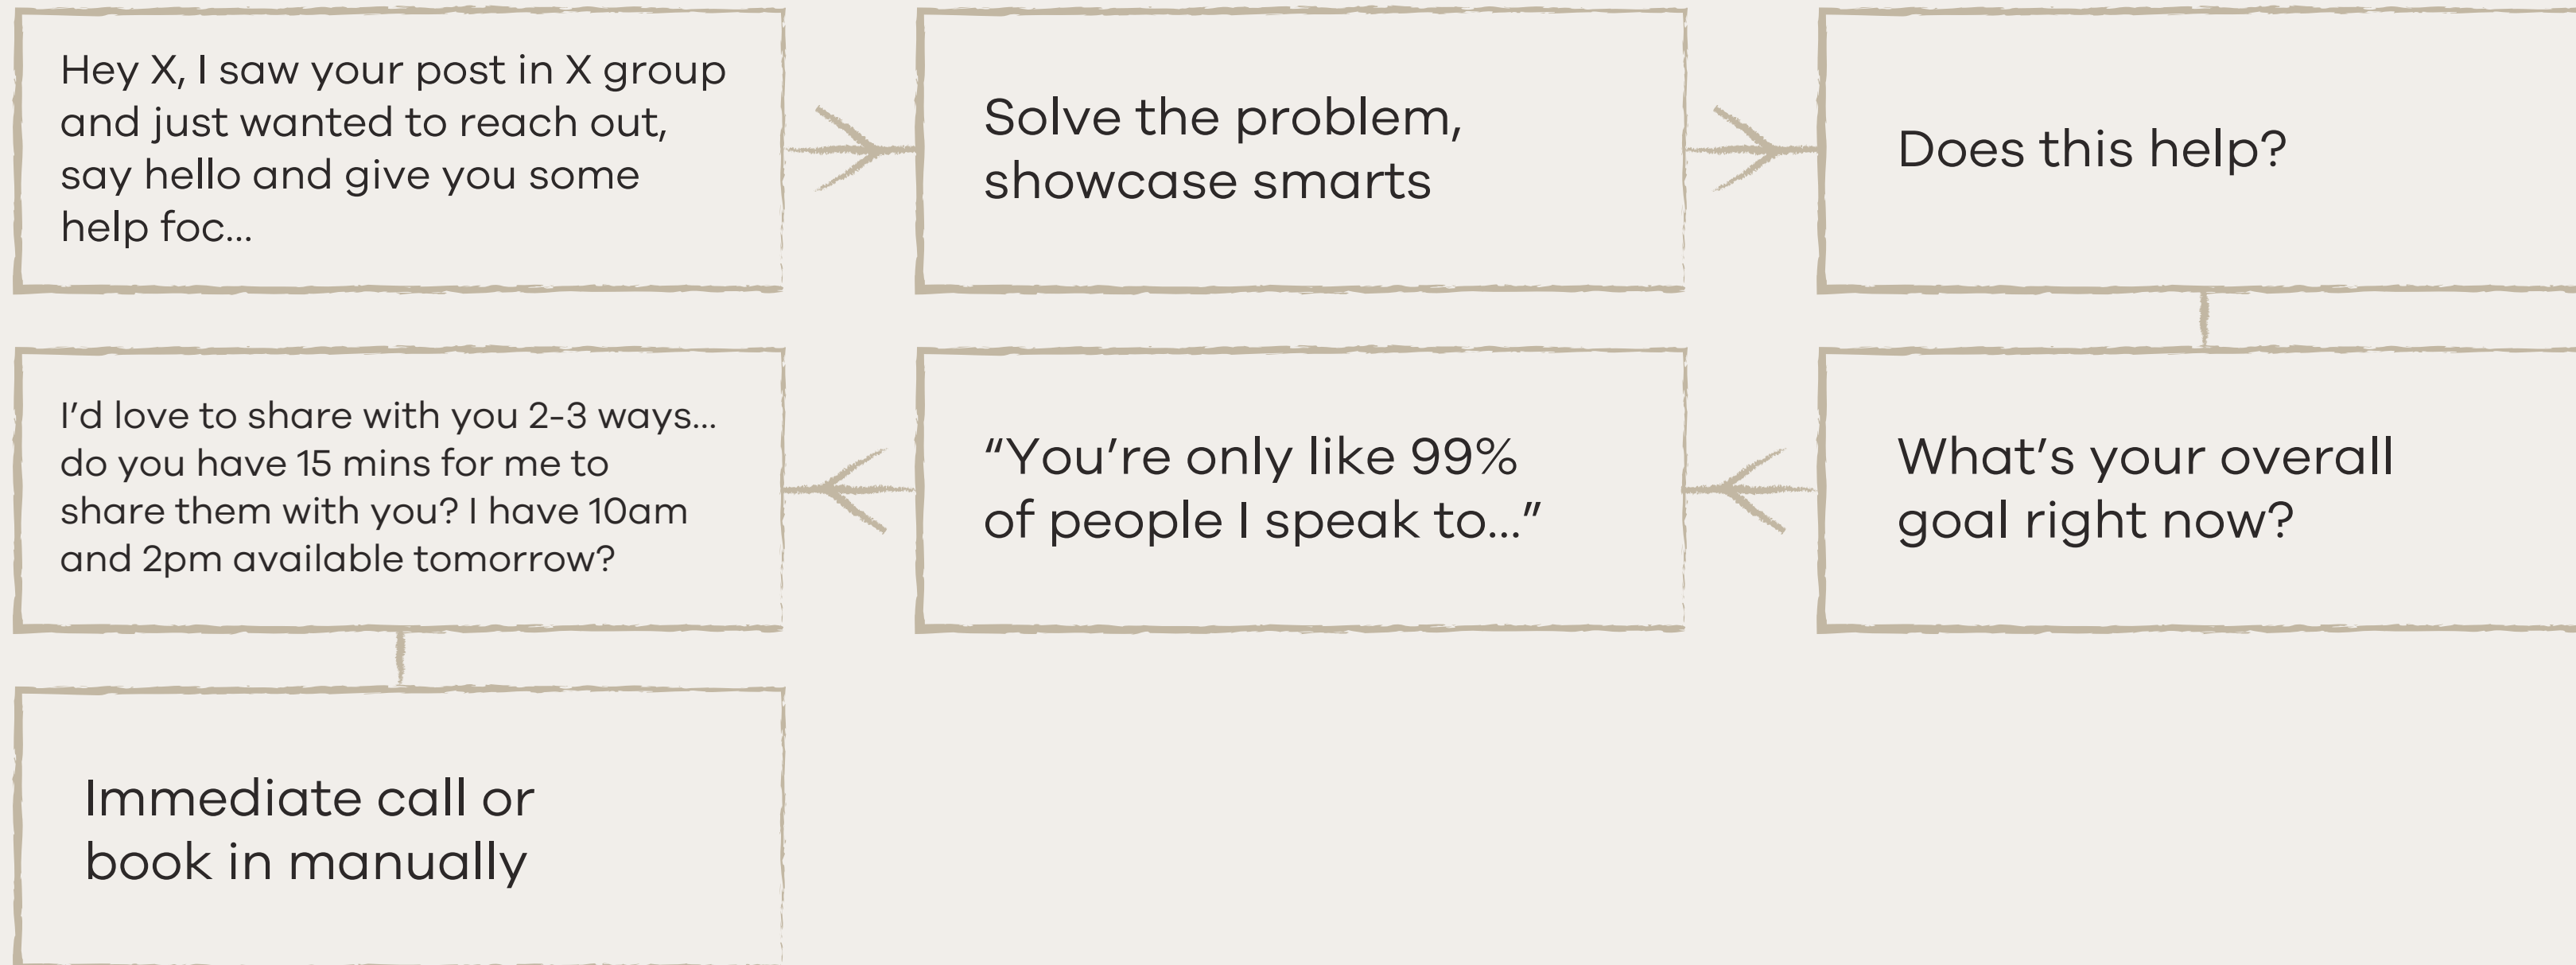 Hey X, I saw your post in X group
and just wanted to reach out,
say hello and give you some
help foc...
Solve the problem,
showcase smarts
Does this help?
What’s your overall
goal right now?
“You’re only like 99%
of people I speak to...”
I’d love to share with you 2-3 ways...
do you have 15 mins for me to
share them with you? I have 10am
and 2pm available tomorrow?
Immediate call or
book in manually